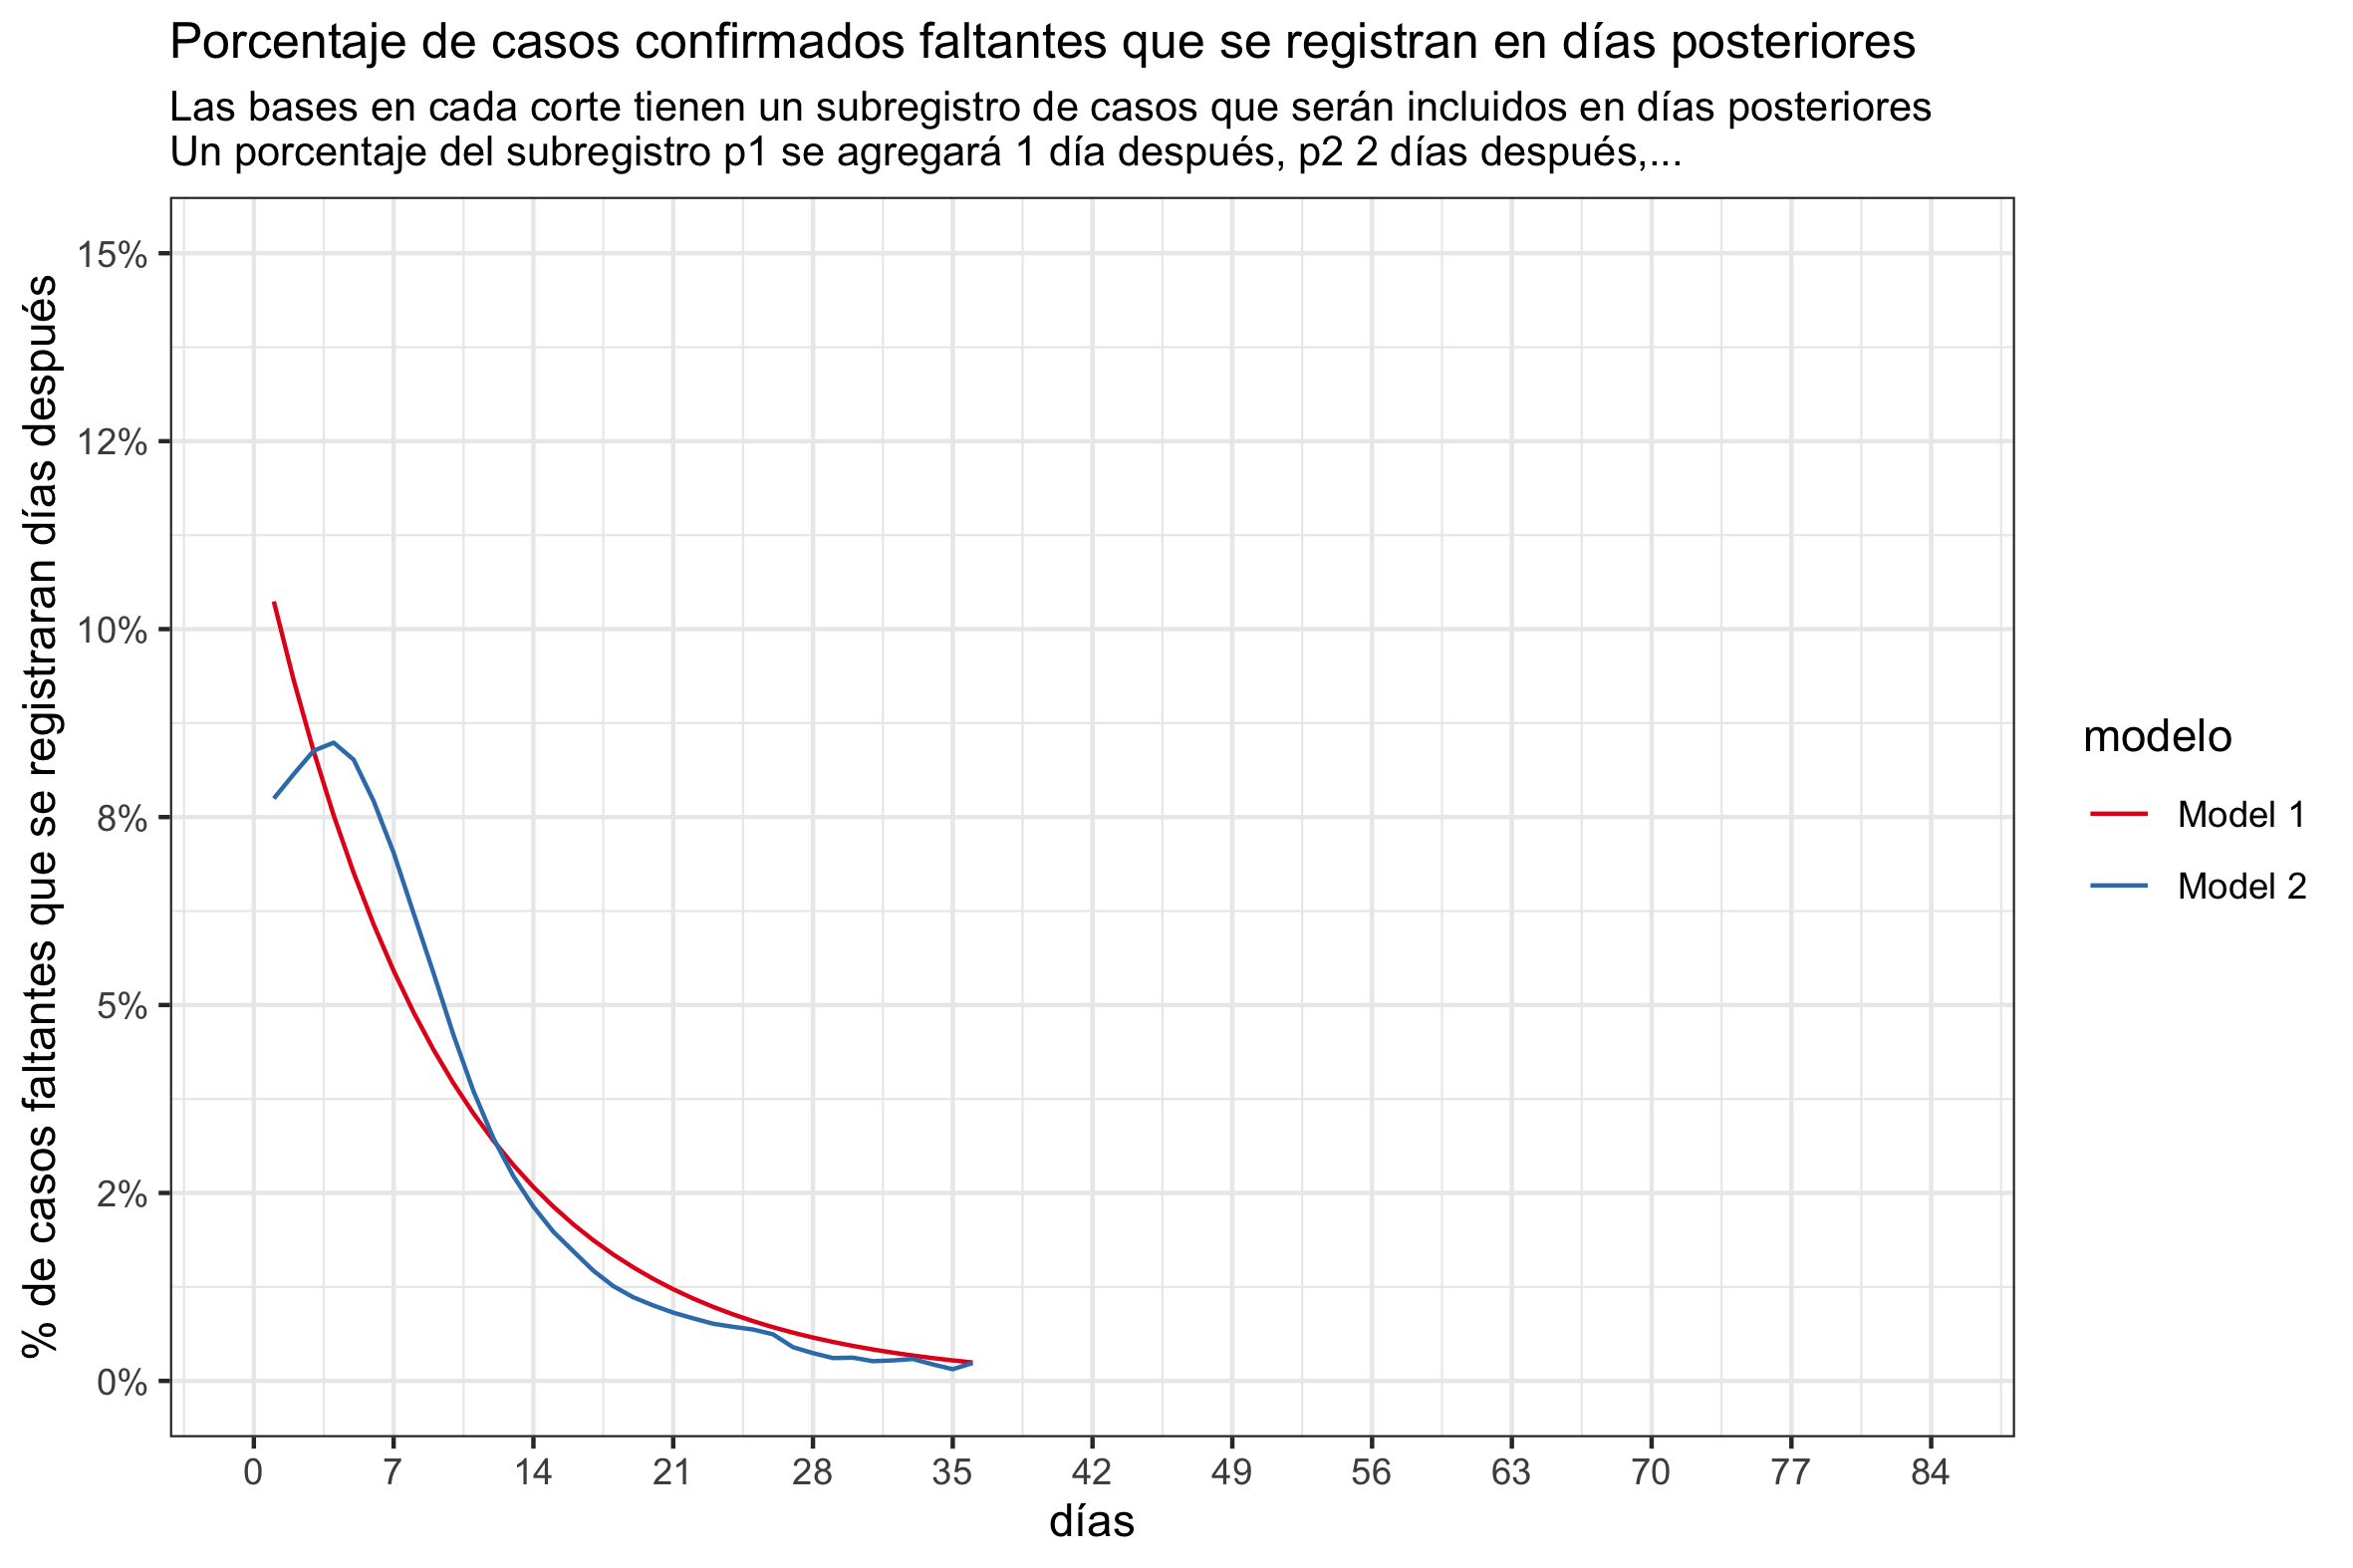 Porcentaje de casos confirmados faltantes que se registran en días posteriores
Las bases en cada corte tienen un subregistro de casos que serán incluidos en días posteriores
Un porcentaje del subregistro p1 se agregará 1 día después, p2 2 días después,...
% de casos faltantes que se registraran días después
15%
12%
10%
8%
5%
2%
0%
0 7 14 21 28 35 42 49 56 63 70 77 84
días
modelo
Model 1
Model 2